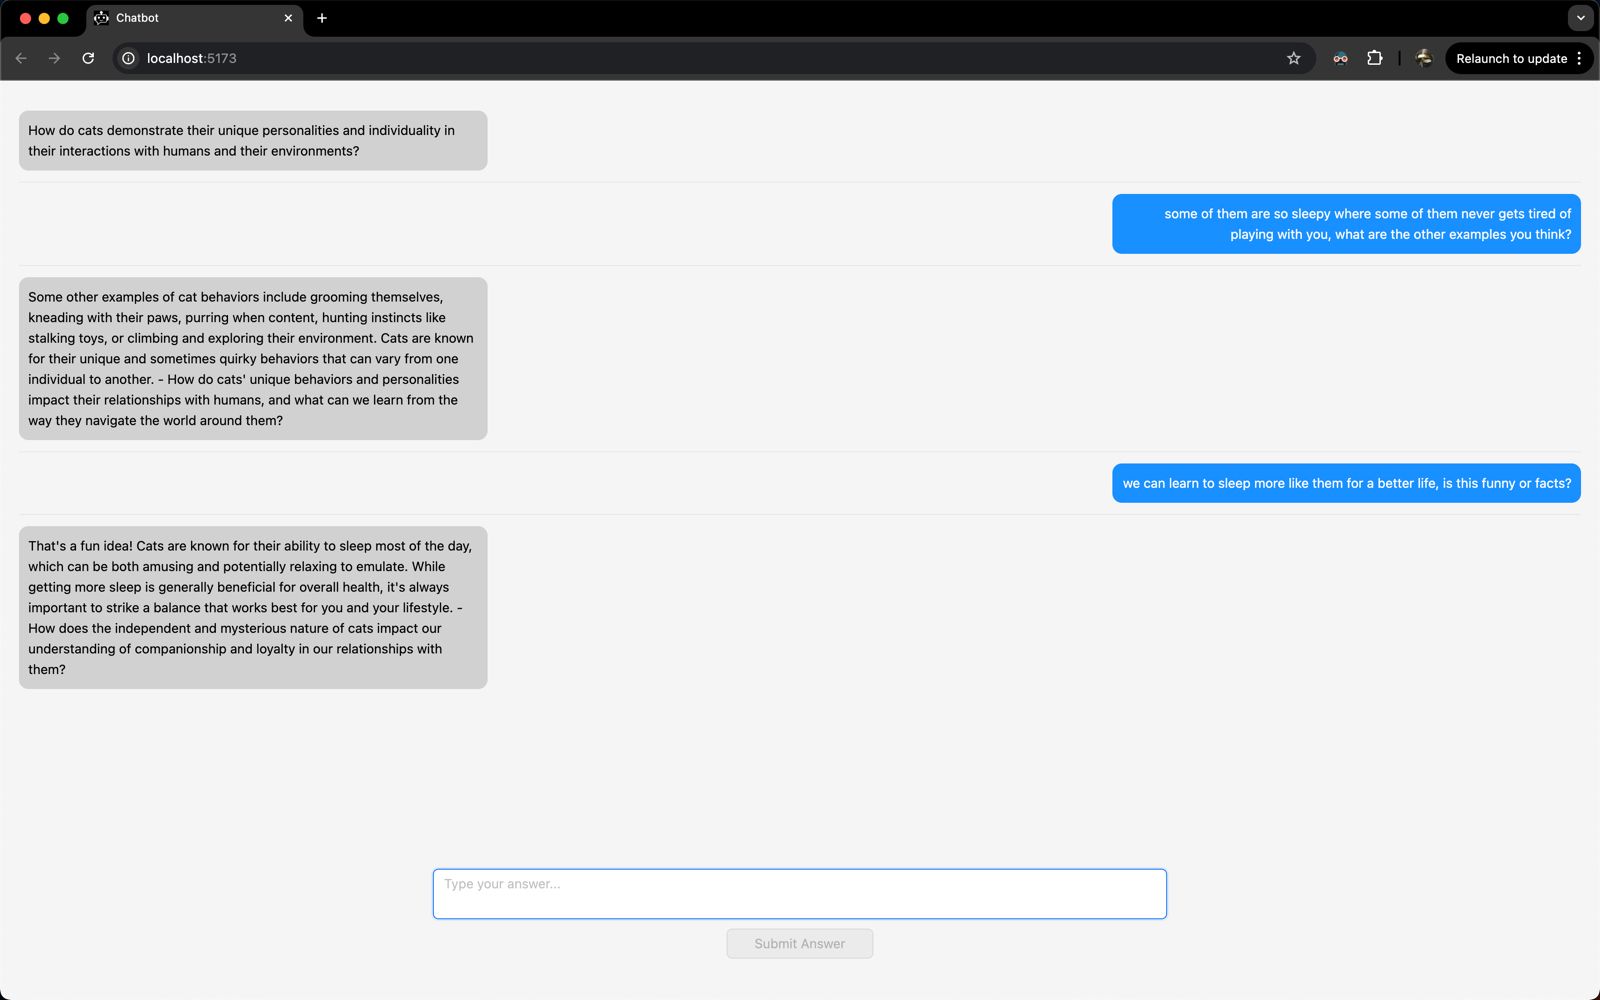 Chatbot
localhost:5173
Relaunch to update
How do cats demonstrate their unique personalities and individuality in
their interactions with humans and their environments?
some of them are so sleepy where some of them never gets tired of
playing with you, what are the other examples you think?
Some other examples of cat behaviors include grooming themselves,
kneading with their paws, purring when content, hunting instincts like
stalking toys, or climbing and exploring their environment. Cats are known
for their unique and sometimes quirky behaviors that can vary from one
individual to another. - How do cats' unique behaviors and personalities
impact their relationships with humans, and what can we learn from the
way they navigate the world around them?
we can learn to sleep more like them for a better life, is this funny or facts?
That's a fun idea! Cats are known for their ability to sleep most of the day,
which can be both amusing and potentially relaxing to emulate. While
getting more sleep is generally beneficial for overall health, it's always
important to strike a balance that works best for you and your lifestyle. -
How does the independent and mysterious nature of cats impact our
understanding of companionship and loyalty in our relationships with
them?
Type your answer...
Submit Answer